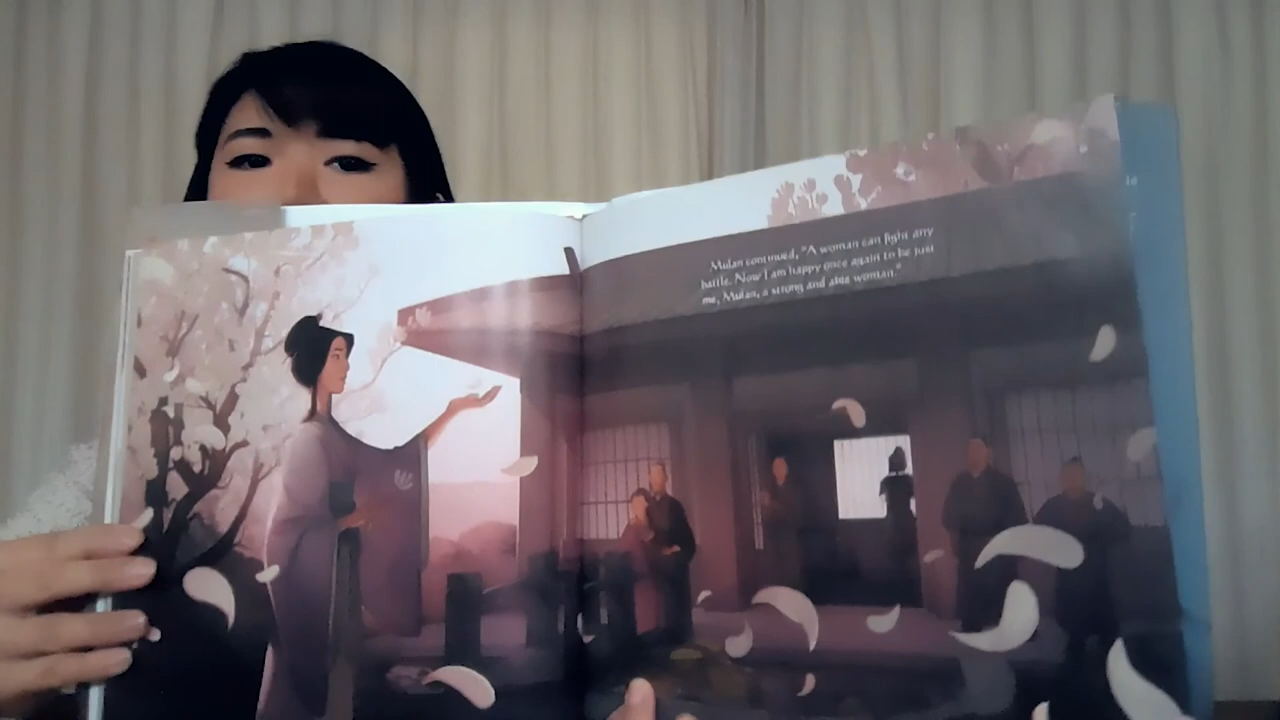 Mulan continued, "A woman can fight any
battle. Now I am happy once again to be just
me, Mulan, a strong and able woman."